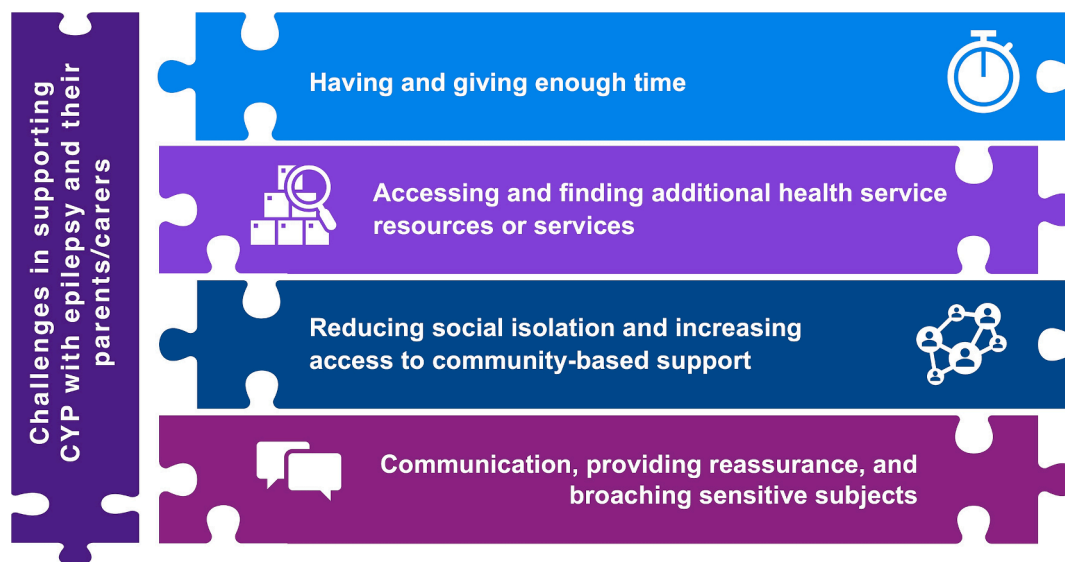 Challenges in supporting
CYP with epilepsy and their
parents/carers
Having and giving enough time
Accessing and finding additional health service
resources or services
Reducing social isolation and increasing
access to community-based support
Communication, providing reassurance, and
broaching sensitive subjects